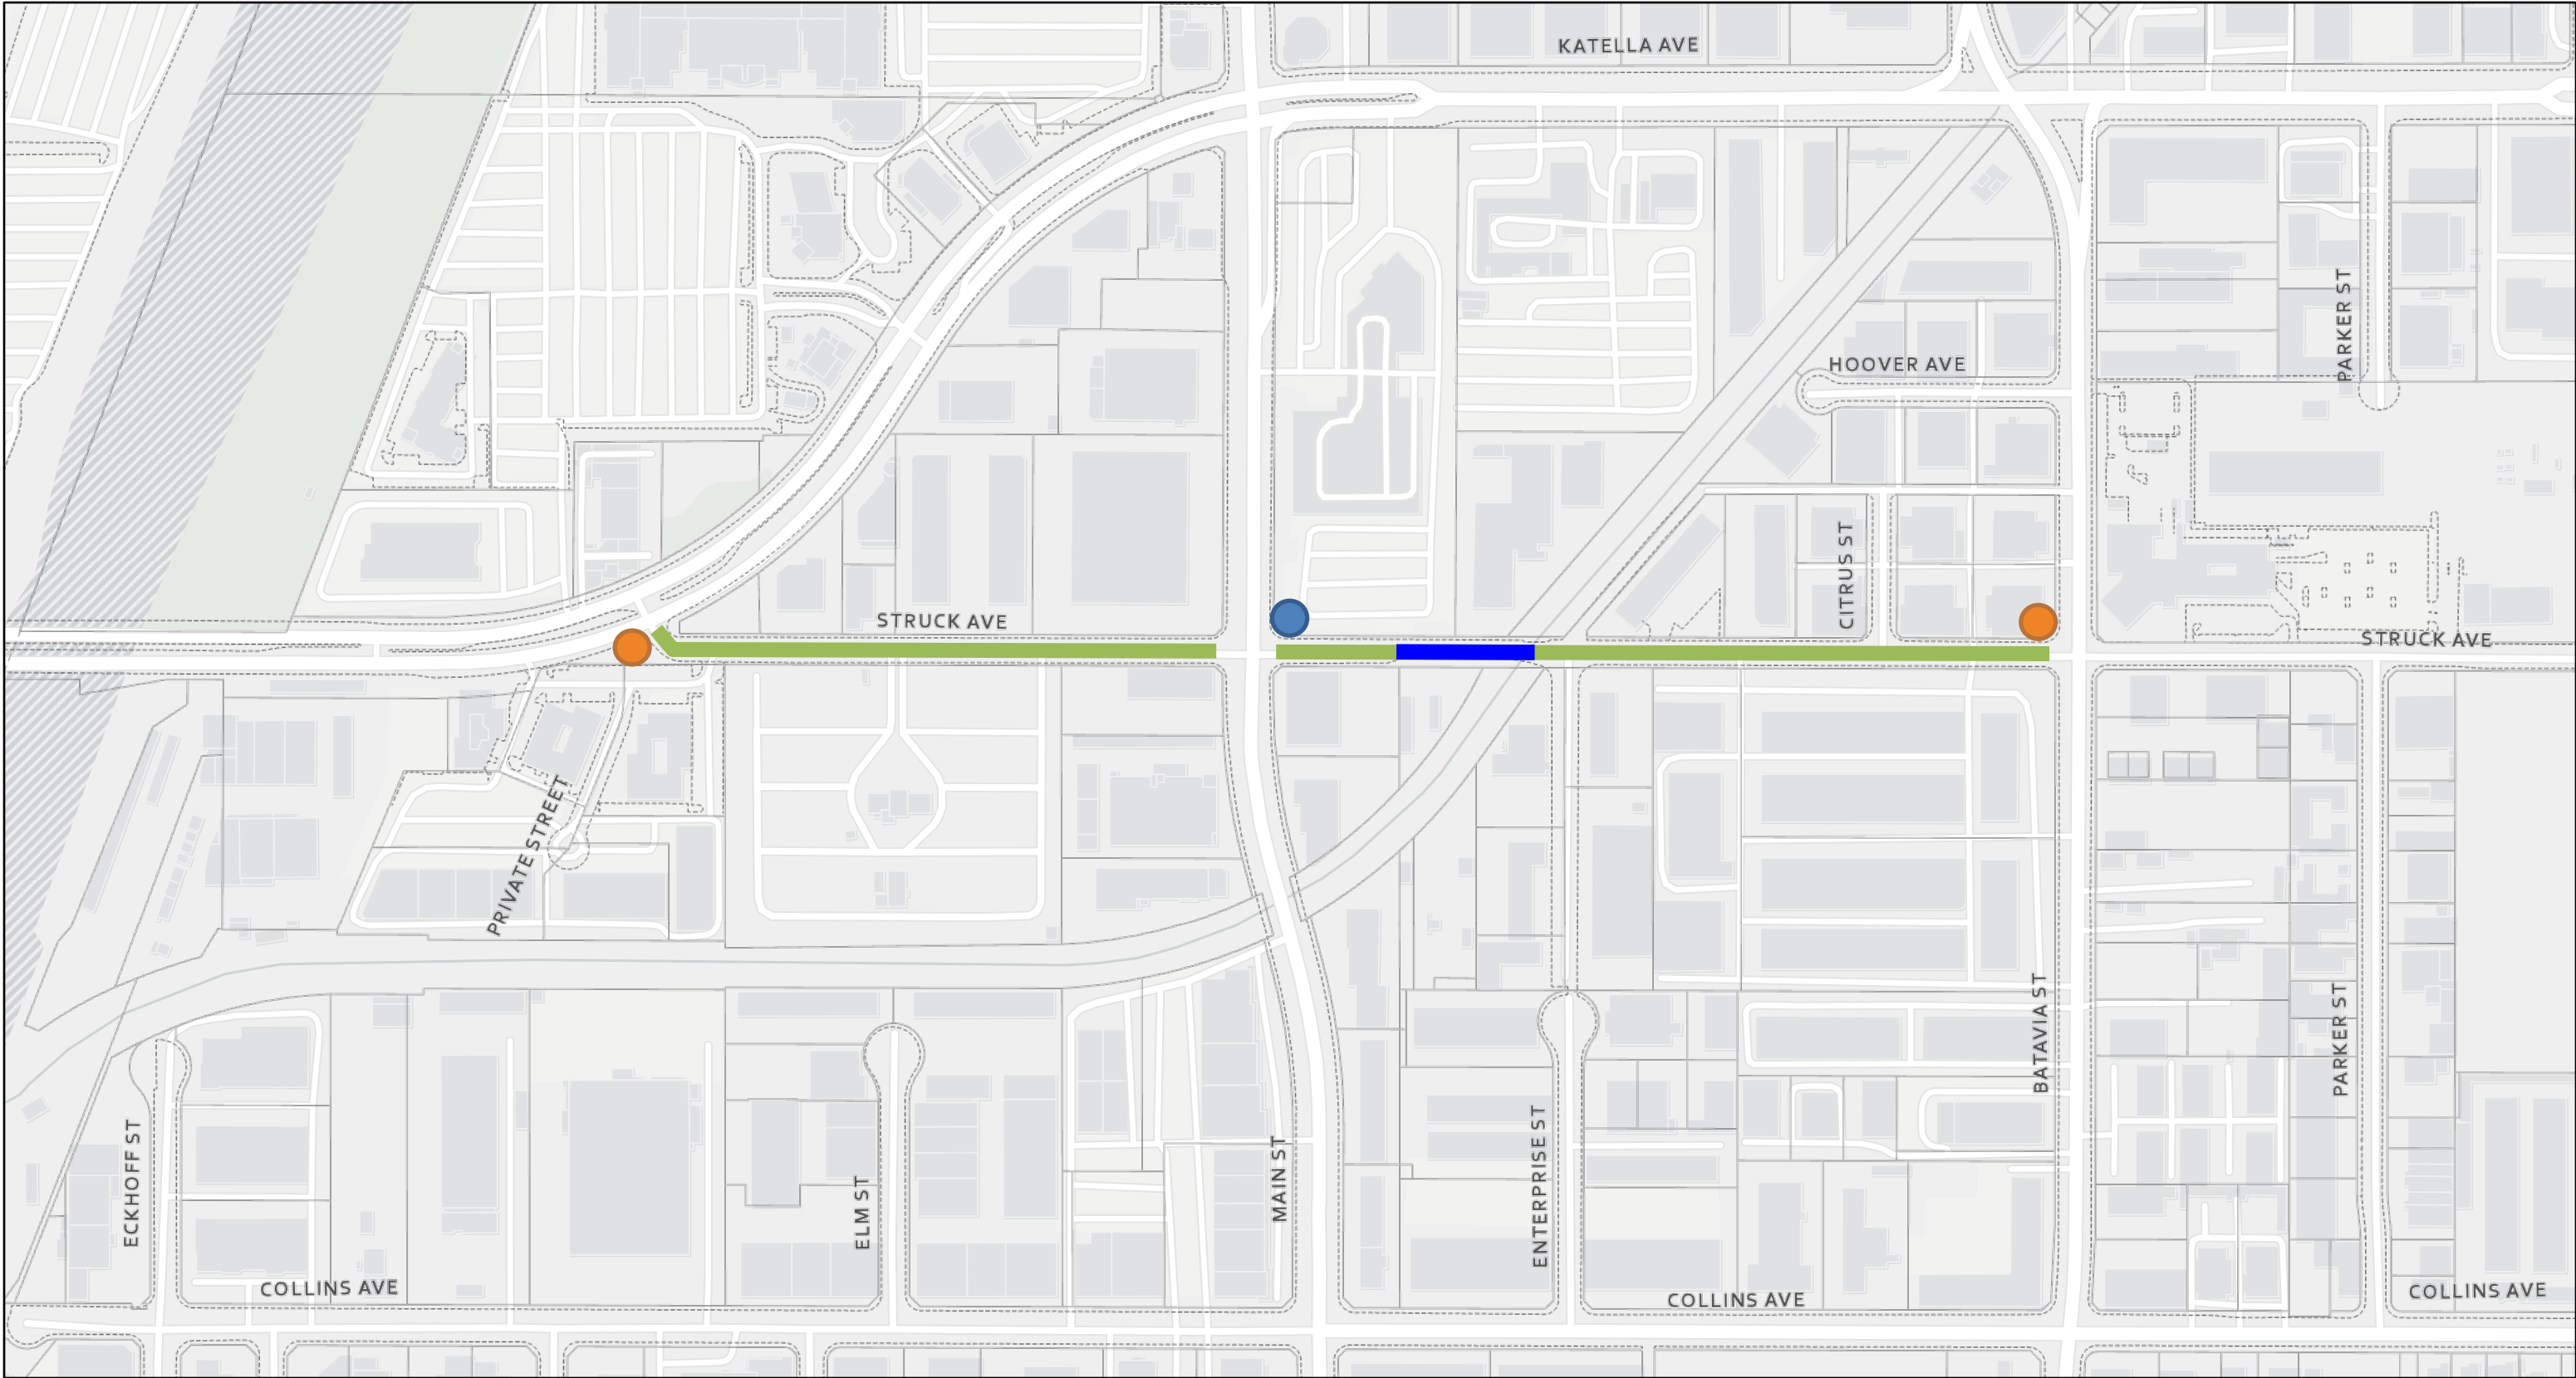 KATELLA AVE
PARKER ST
HOOVER AVE
CITRUS ST
STRUCK AVE
STRUCK AVE
PRIVATE STREET
BATAVIA ST
PARKER ST
ECKHOFF ST
ELM ST
MAIN ST
ENTERPRISE ST
COLLINS AVE
COLLINS AVE
COLLINS AVE